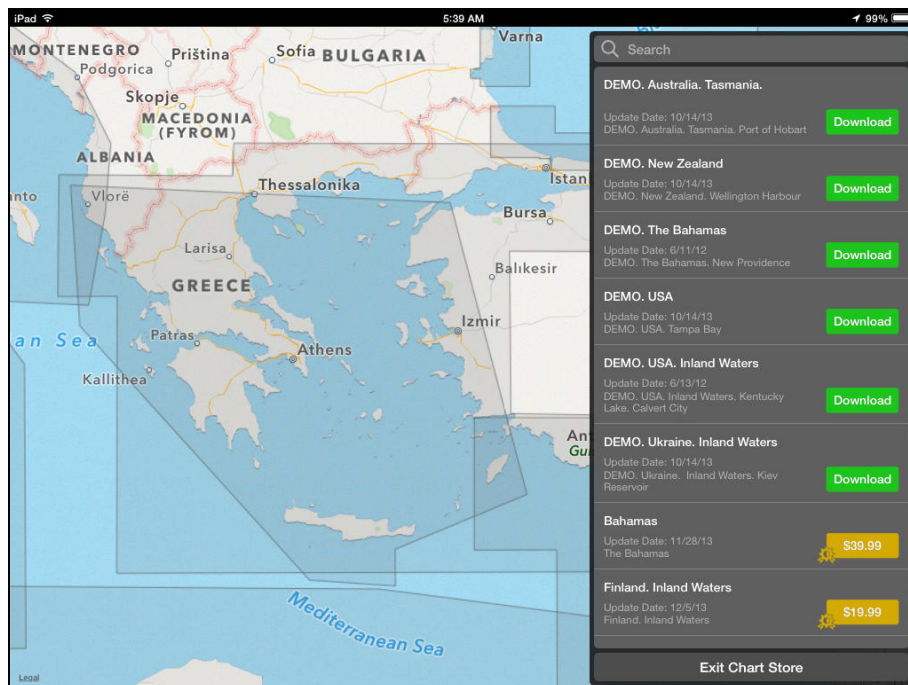 iPad
5:39 AM
99%
Varna
MONTENEGRO
Priština
Sofia
BULGARIA
Podgorica
Skopje
MACEDONIA
(FYROM)
ALBANIA
Vlorë
Thessalonika
Istan
anto
Bursa
Larisa
Balıkesir
GREECE
Izmir
an Sea
Patras
Athens
Kallithea
Ant
Gul
Mediterranean Sea
Legal
Search
DEMO. Australia. Tasmania.
Update Date: 10/14/13
DEMO. Australia. Tasmania. Port of Hobart
Download
DEMO. New Zealand
Update Date: 10/14/13
DEMO. New Zealand. Wellington Harbour
Download
DEMO. The Bahamas
Update Date: 6/11/12
DEMO. The Bahamas. New Providence
Download
DEMO. USA
Update Date: 10/14/13
DEMO. USA. Tampa Bay
Download
DEMO. USA. Inland Waters
Update Date: 6/13/12
DEMO. USA. Inland Waters. Kentucky
Lake. Calvert City
Download
DEMO. Ukraine. Inland Waters
Update Date: 10/14/13
DEMO. Ukraine. Inland Waters. Kiev
Reservoir
Download
Bahamas
Update Date: 11/28/13
The Bahamas
$39.99
Finland. Inland Waters
Update Date: 12/5/13
Finland. Inland Waters
$19.99
Exit Chart Store